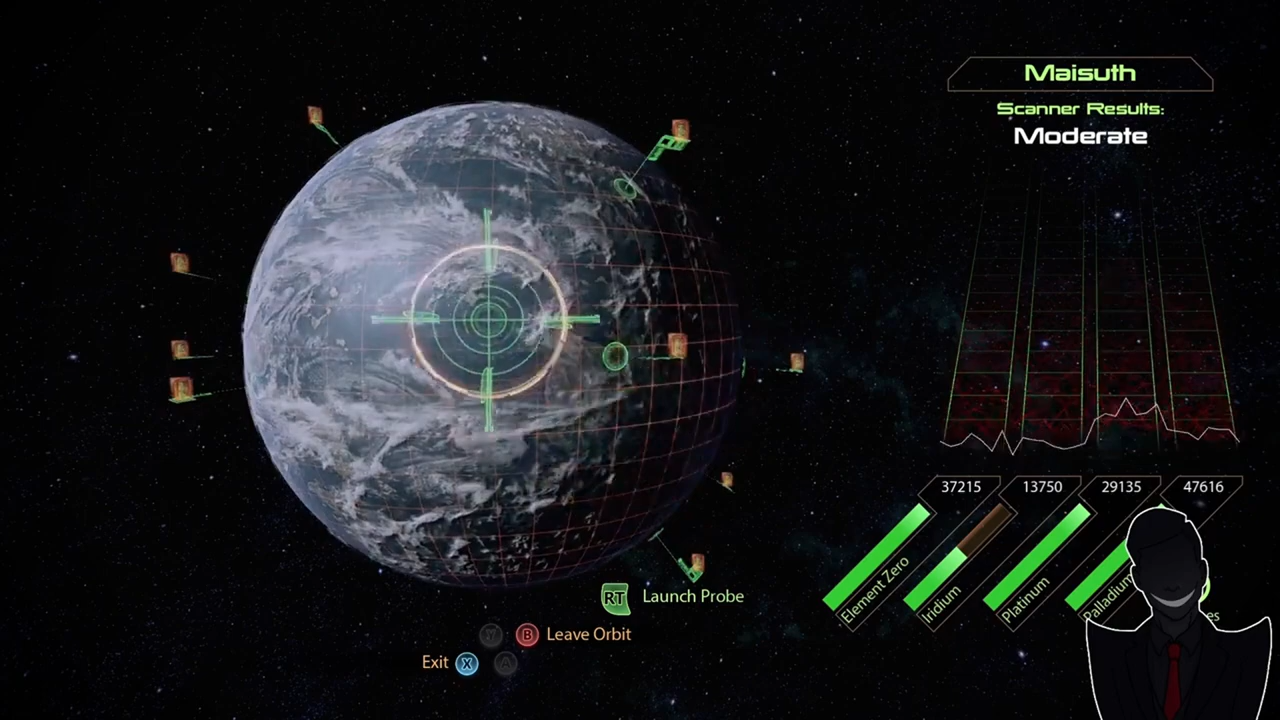 Maisuth
Scanner Results:
Moderate
37215 13750 29135 47616
Element Zero
Iridium
Platinum
Palladium
RT Launch Probe
Y B Leave Orbit
Exit X A